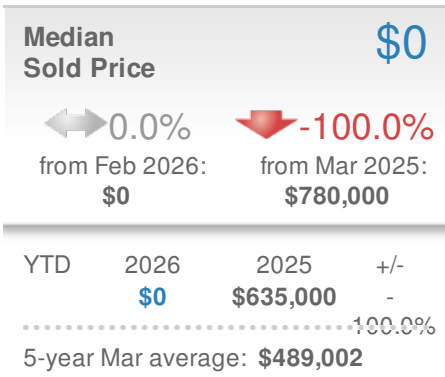 Median $0
Sold Price
0.0% -100.0%
from Feb 2026: from Mar 2025:
$0 $780,000
YTD 2026 2025 +/-
$0 $635,000 -
100.0%
5-year Mar average: $489,002